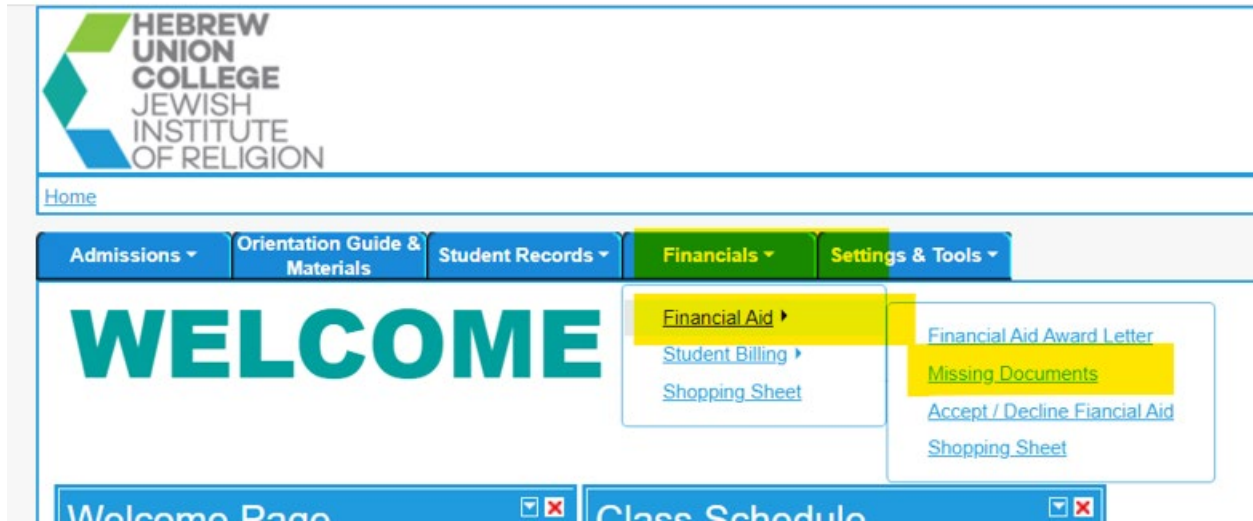 HEBREW
UNION
COLLEGE
JEWISH
INSTITUTE
OF RELIGION
Home
Admissions
Orientation Guide &
Materials
Student Records
Financials
Settings & Tools
WELCOME
Financial Aid
Student Billing
Shopping Sheet
Financial Aid Award Letter
Missing Documents
Accept / Decline Fiancial Aid
Shopping Sheet
Welcome Page
Class Schedule